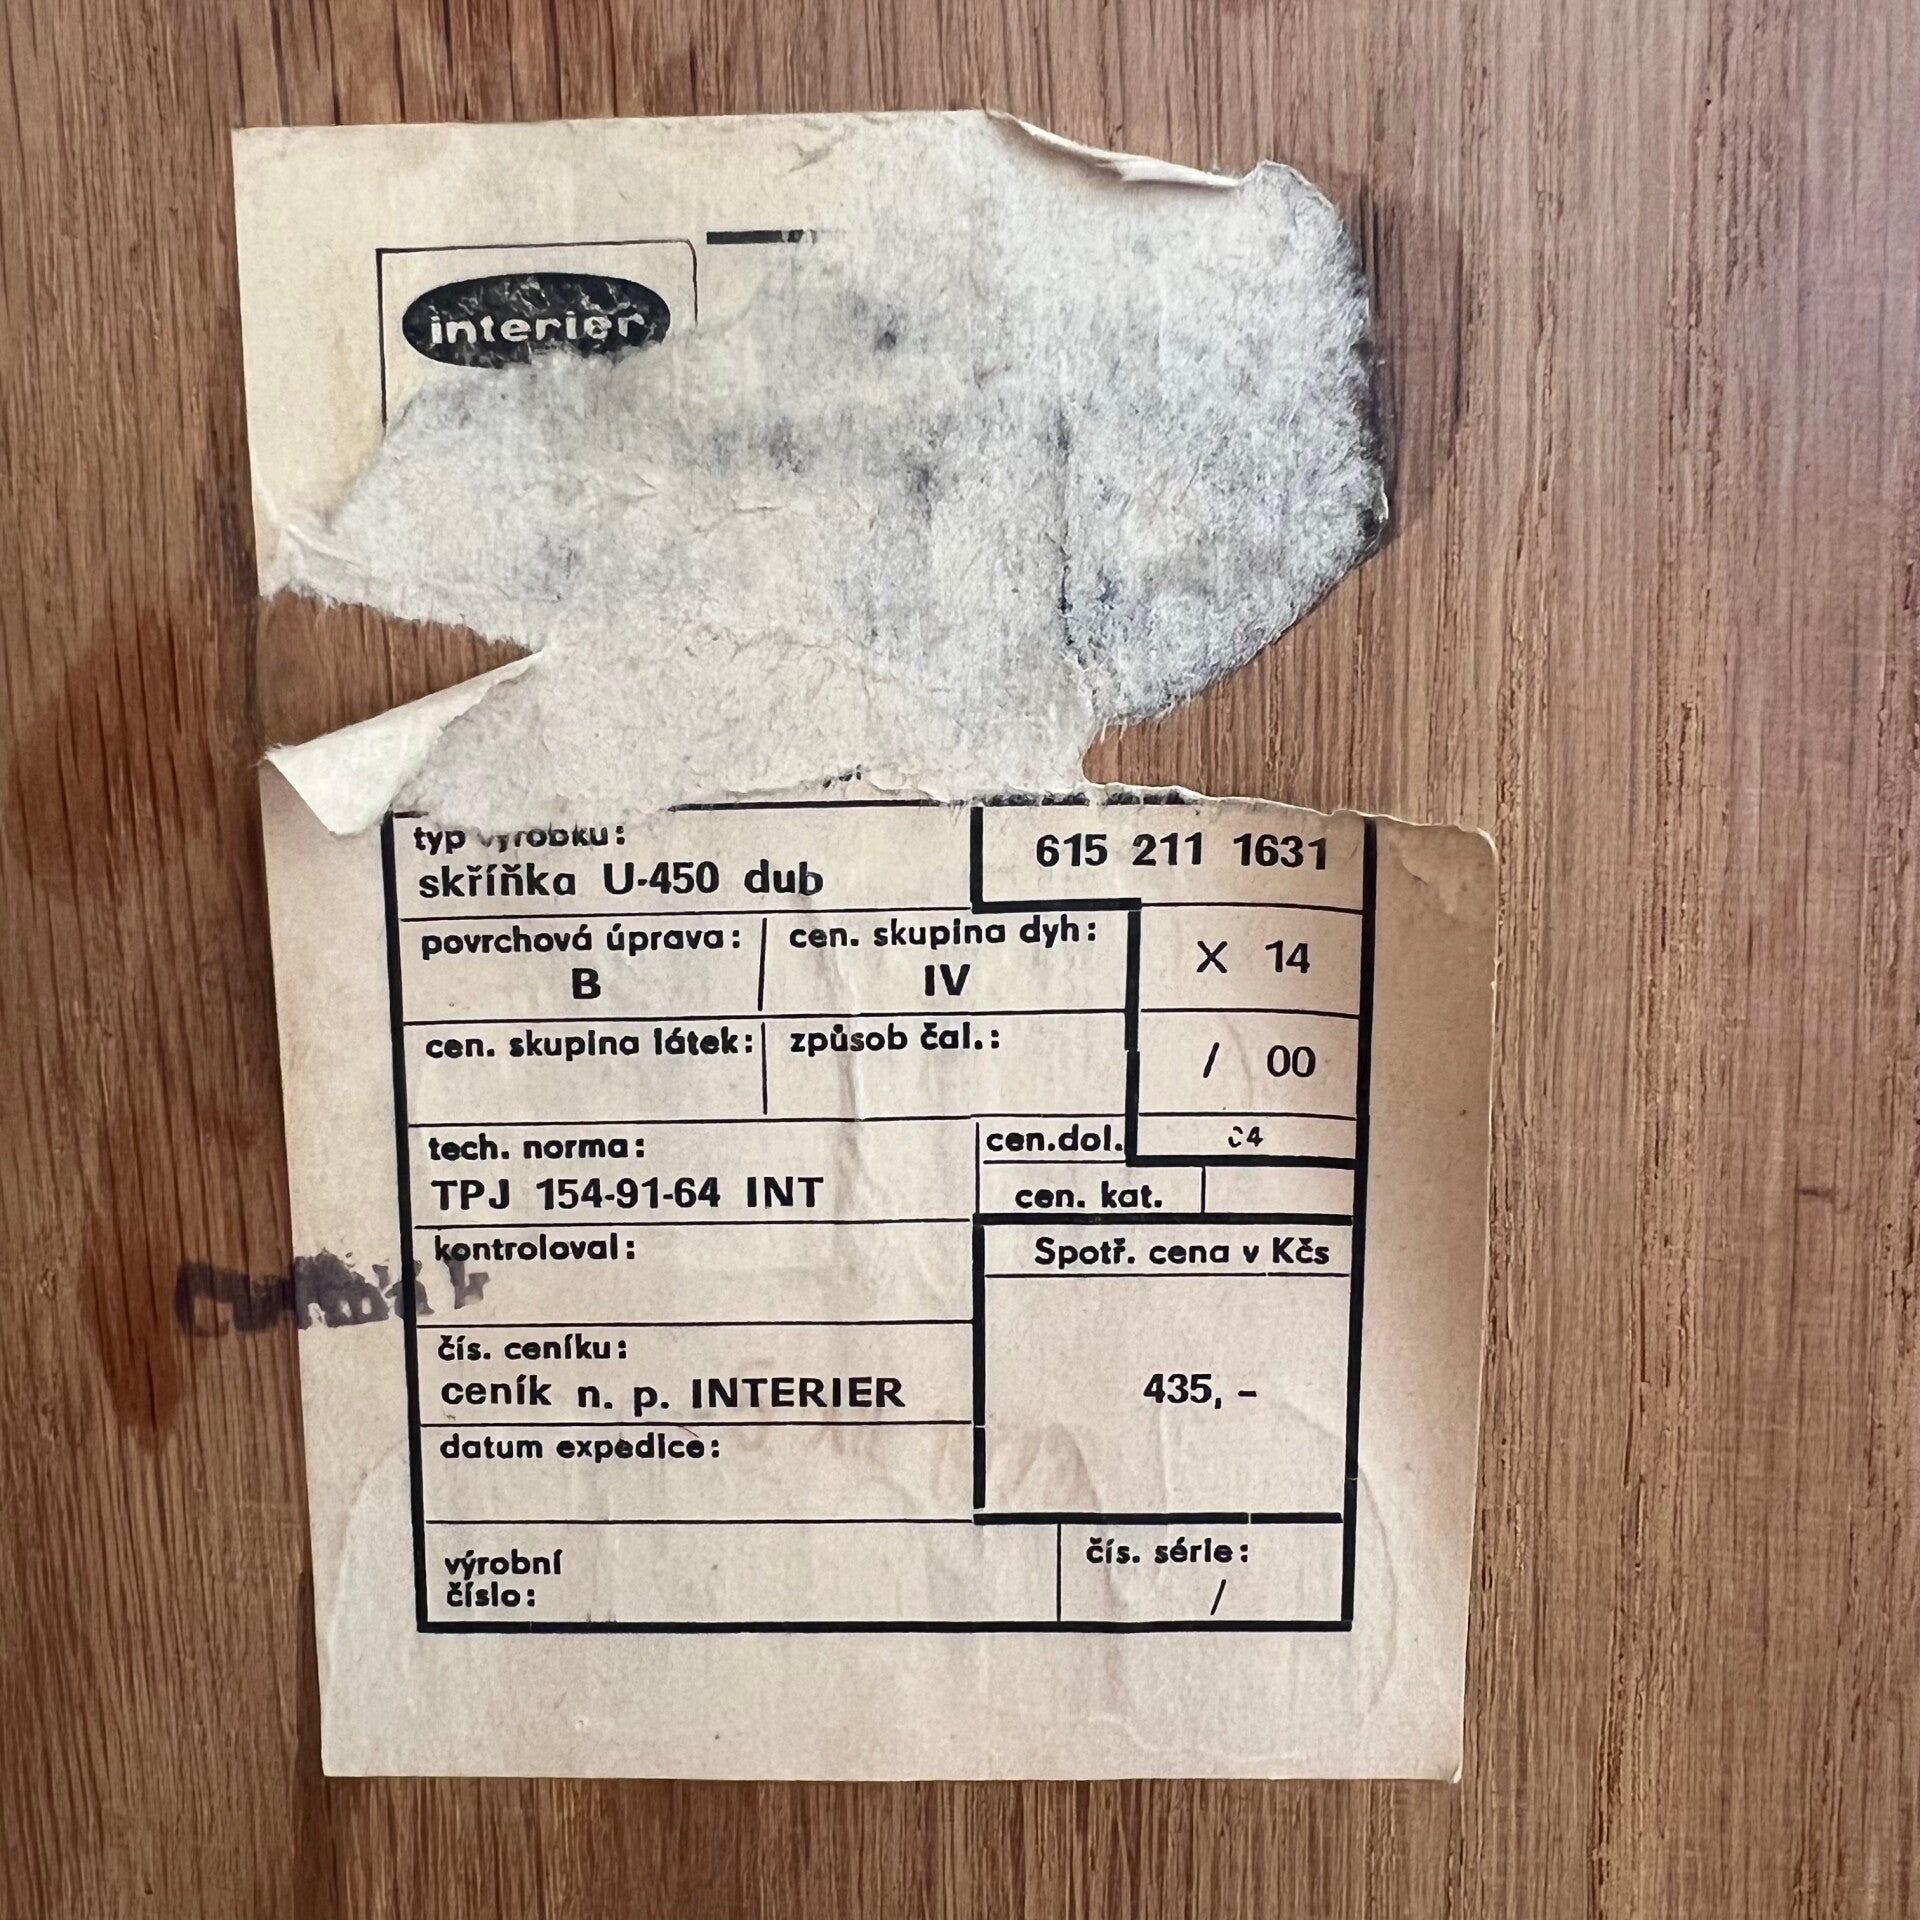 interier
typ výrobku:
skříňka U-450 dub
615 211 1631
povrchová úprava:
B
cen. skupina dyh:
IV
X 14
cen. skupina látek:
způsob čal.:
/ 00
tech. norma:
TPJ 154-91-64 INT
cen.dol.
cen. kat.
kontroloval:
Spotř. cena v Kčs
435,-
čís. ceníku:
ceník n. p. INTERIER
datum expedice:
výrobní
číslo:
čís. série:
/